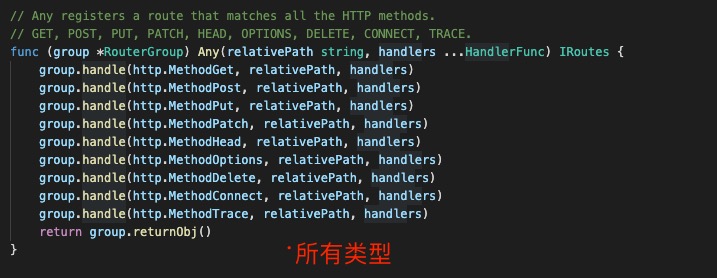 // Any registers a route that matches all the HTTP methods.
// GET, POST, PUT, PATCH, HEAD, OPTIONS, DELETE, CONNECT, TRACE.
func (group *RouterGroup) Any(relativePath string, handlers ...HandlerFunc) IRoutes {
    group.handle(http.MethodGet, relativePath, handlers)
    group.handle(http.MethodPost, relativePath, handlers)
    group.handle(http.MethodPut, relativePath, handlers)
    group.handle(http.MethodPatch, relativePath, handlers)
    group.handle(http.MethodHead, relativePath, handlers)
    group.handle(http.MethodOptions, relativePath, handlers)
    group.handle(http.MethodDelete, relativePath, handlers)
    group.handle(http.MethodConnect, relativePath, handlers)
    group.handle(http.MethodTrace, relativePath, handlers)
    return group.returnObj()
}
所有类型